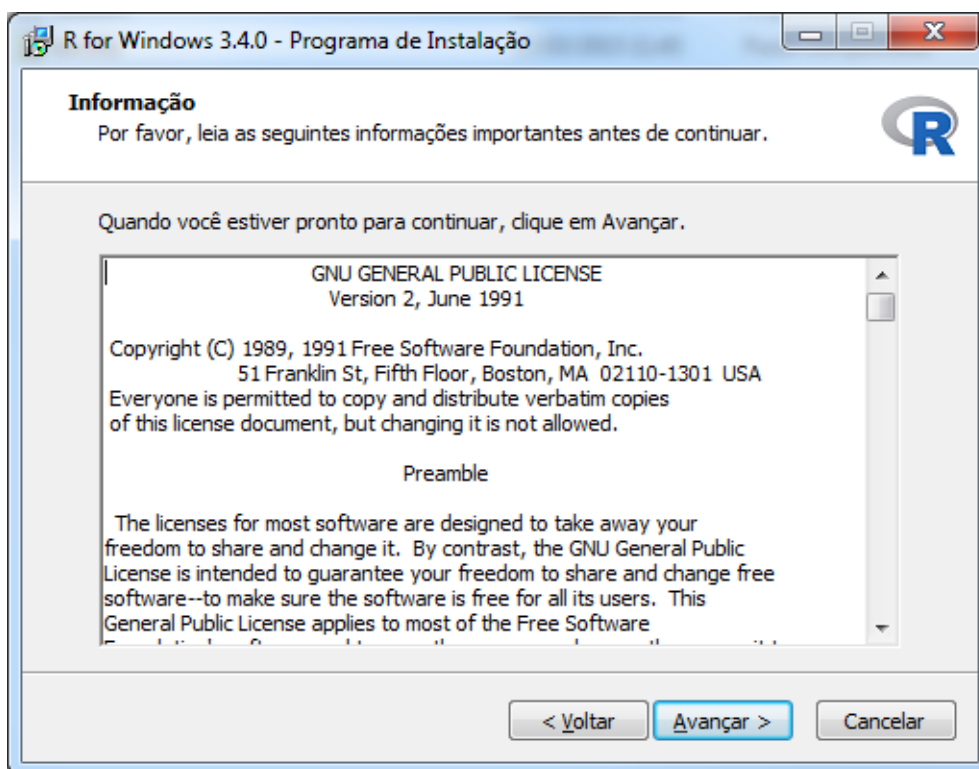 R for Windows 3.4.0 - Programa de Instalação
Informação
Por favor, leia as seguintes informações importantes antes de continuar.
R
Quando você estiver pronto para continuar, clique em Avançar.
GNU GENERAL PUBLIC LICENSE
Version 2, June 1991
Copyright (C) 1989, 1991 Free Software Foundation, Inc.
51 Franklin St, Fifth Floor, Boston, MA  02110-1301  USA
Everyone is permitted to copy and distribute verbatim copies
of this license document, but changing it is not allowed.
Preamble
The licenses for most software are designed to take away your
freedom to share and change it.  By contrast, the GNU General Public
License is intended to guarantee your freedom to share and change free
software--to make sure the software is free for all its users.  This
General Public License applies to most of the Free Software
< Voltar
Avançar >
Cancelar